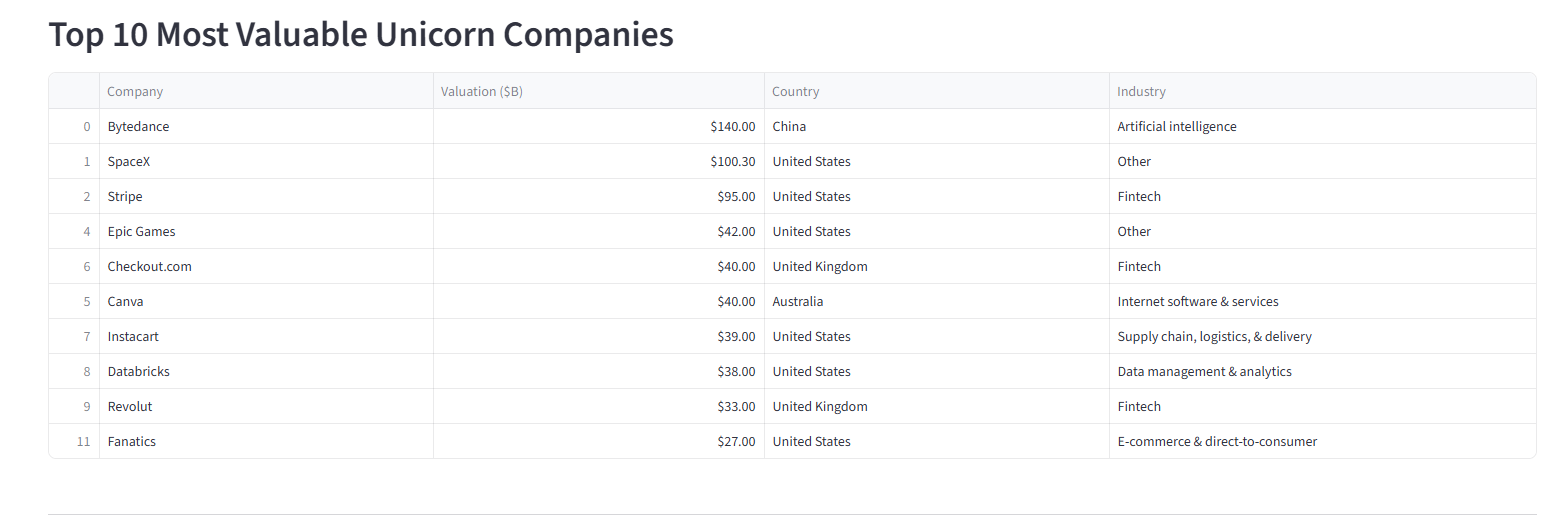 Top 10 Most Valuable Unicorn Companies
Company Valuation ($B) Country Industry
0 Bytedance $140.00 China Artificial intelligence
1 SpaceX $100.30 United States Other
2 Stripe $95.00 United States Fintech
4 Epic Games $42.00 United States Other
6 Checkout.com $40.00 United Kingdom Fintech
5 Canva $40.00 Australia Internet software & services
7 Instacart $39.00 United States Supply chain, logistics, & delivery
8 Databricks $38.00 United States Data management & analytics
9 Revolut $33.00 United Kingdom Fintech
11 Fanatics $27.00 United States E-commerce & direct-to-consumer